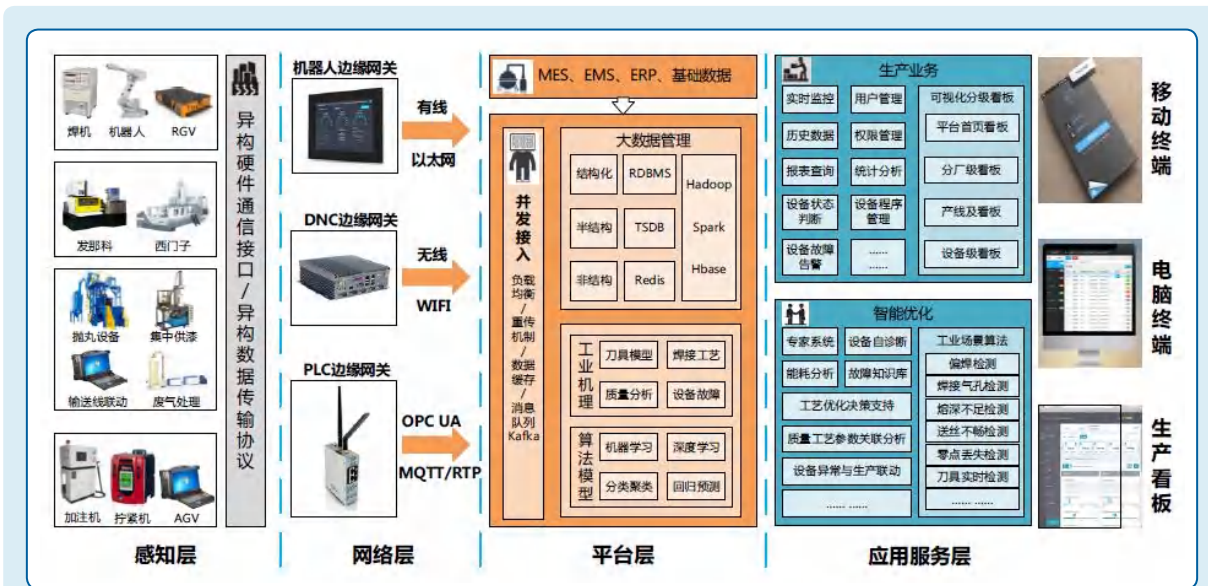 焊机 机器人 RGV
发那科 西门子
抛丸设备 集中供漆
输送线联动 废气处理
加注机 拧紧机 AGV
异构硬件通信接口/异构数据传输协议
感知层
机器人边缘网关
有线
以太网
DNC边缘网关
无线
WIFI
PLC边缘网关
OPC UA
MQTT/RTP
网络层
MES、EMS、ERP、基础数据
并发接入
负载
均衡
/
重传
机制
/
数据
缓存
/
消息
队列
Kafka
大数据管理
结构化 RDBMS
Hadoop
半结构 TSDB Spark
非结构 Redis
Hbase
工业机理
刀具模型 焊接工艺
质量分析 设备故障
算法模型
机器学习 深度学习
分类聚类 回归预测
平台层
生产业务
实时监控 用户管理
历史数据 权限管理
报表查询 统计分析
设备状态
判断
设备程序
管理
设备故障
告警
……
……
可视化分级看板
平台首页看板
分厂级看板
产线及看板
设备级看板
智能优化
专家系统 设备自诊断
能耗分析 故障知识库
工艺优化决策支持
质量工艺参数关联分析
设备异常与生产联动
…… ……
工业场景算法
偏焊检测
焊接气孔检测
熔深不足检测
送丝不畅检测
零点丢失检测
刀具实时检测
…… ……
应用服务层
移动终端
电脑终端
生产看板